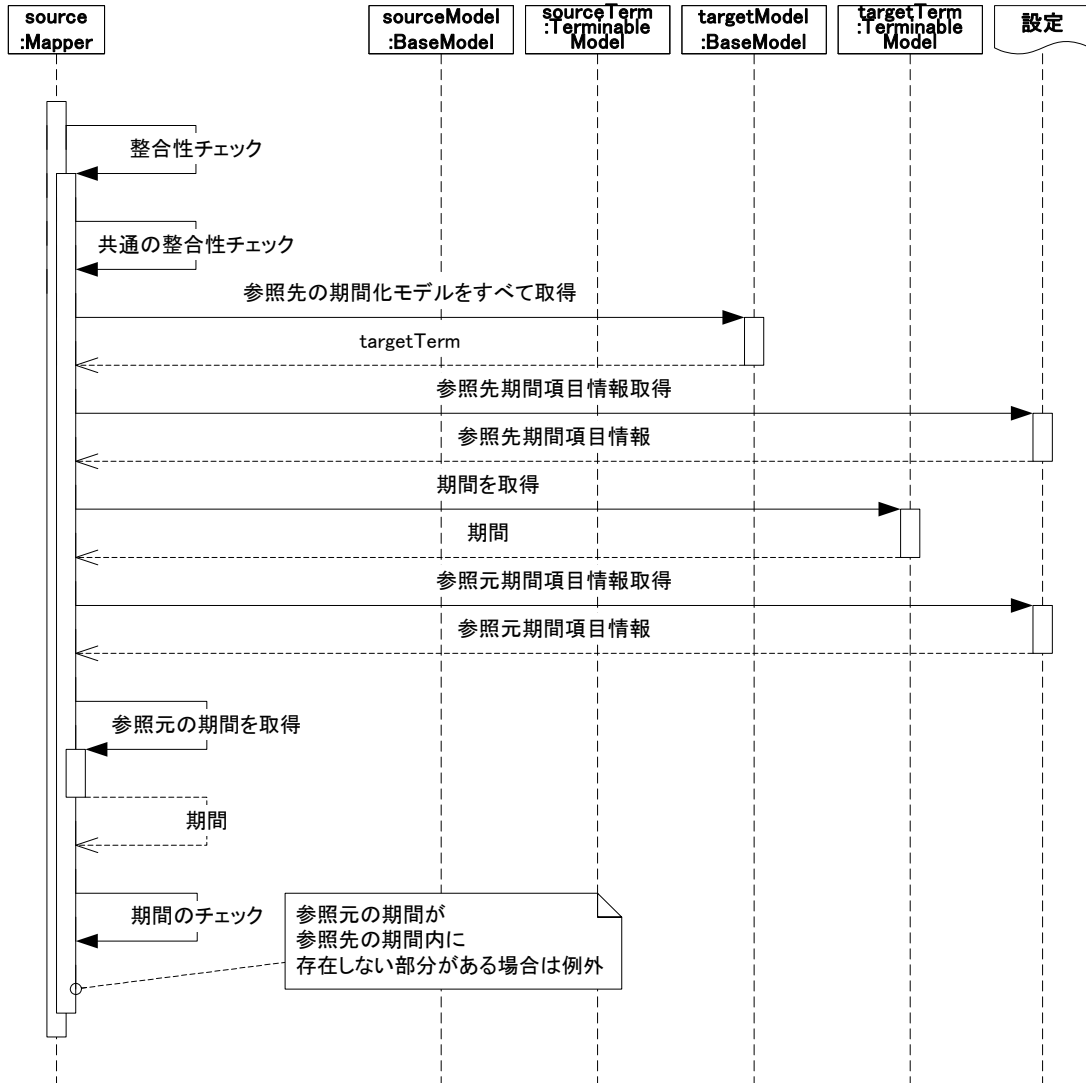 source
:Mapper
sourceModel
:BaseModel
sourceTerm
:Terminable
Model
targetModel
:BaseModel
targetTerm
:Terminable
Model
設定
整合性チェック
共通の整合性チェック
参照先の期間化モデルをすべて取得
targetTerm
参照先期間項目情報取得
参照先期間項目情報
期間を取得
期間
参照元期間項目情報取得
参照元期間項目情報
参照元の期間を取得
期間
期間のチェック
参照元の期間が
参照先の期間内に
存在しない部分がある場合は例外